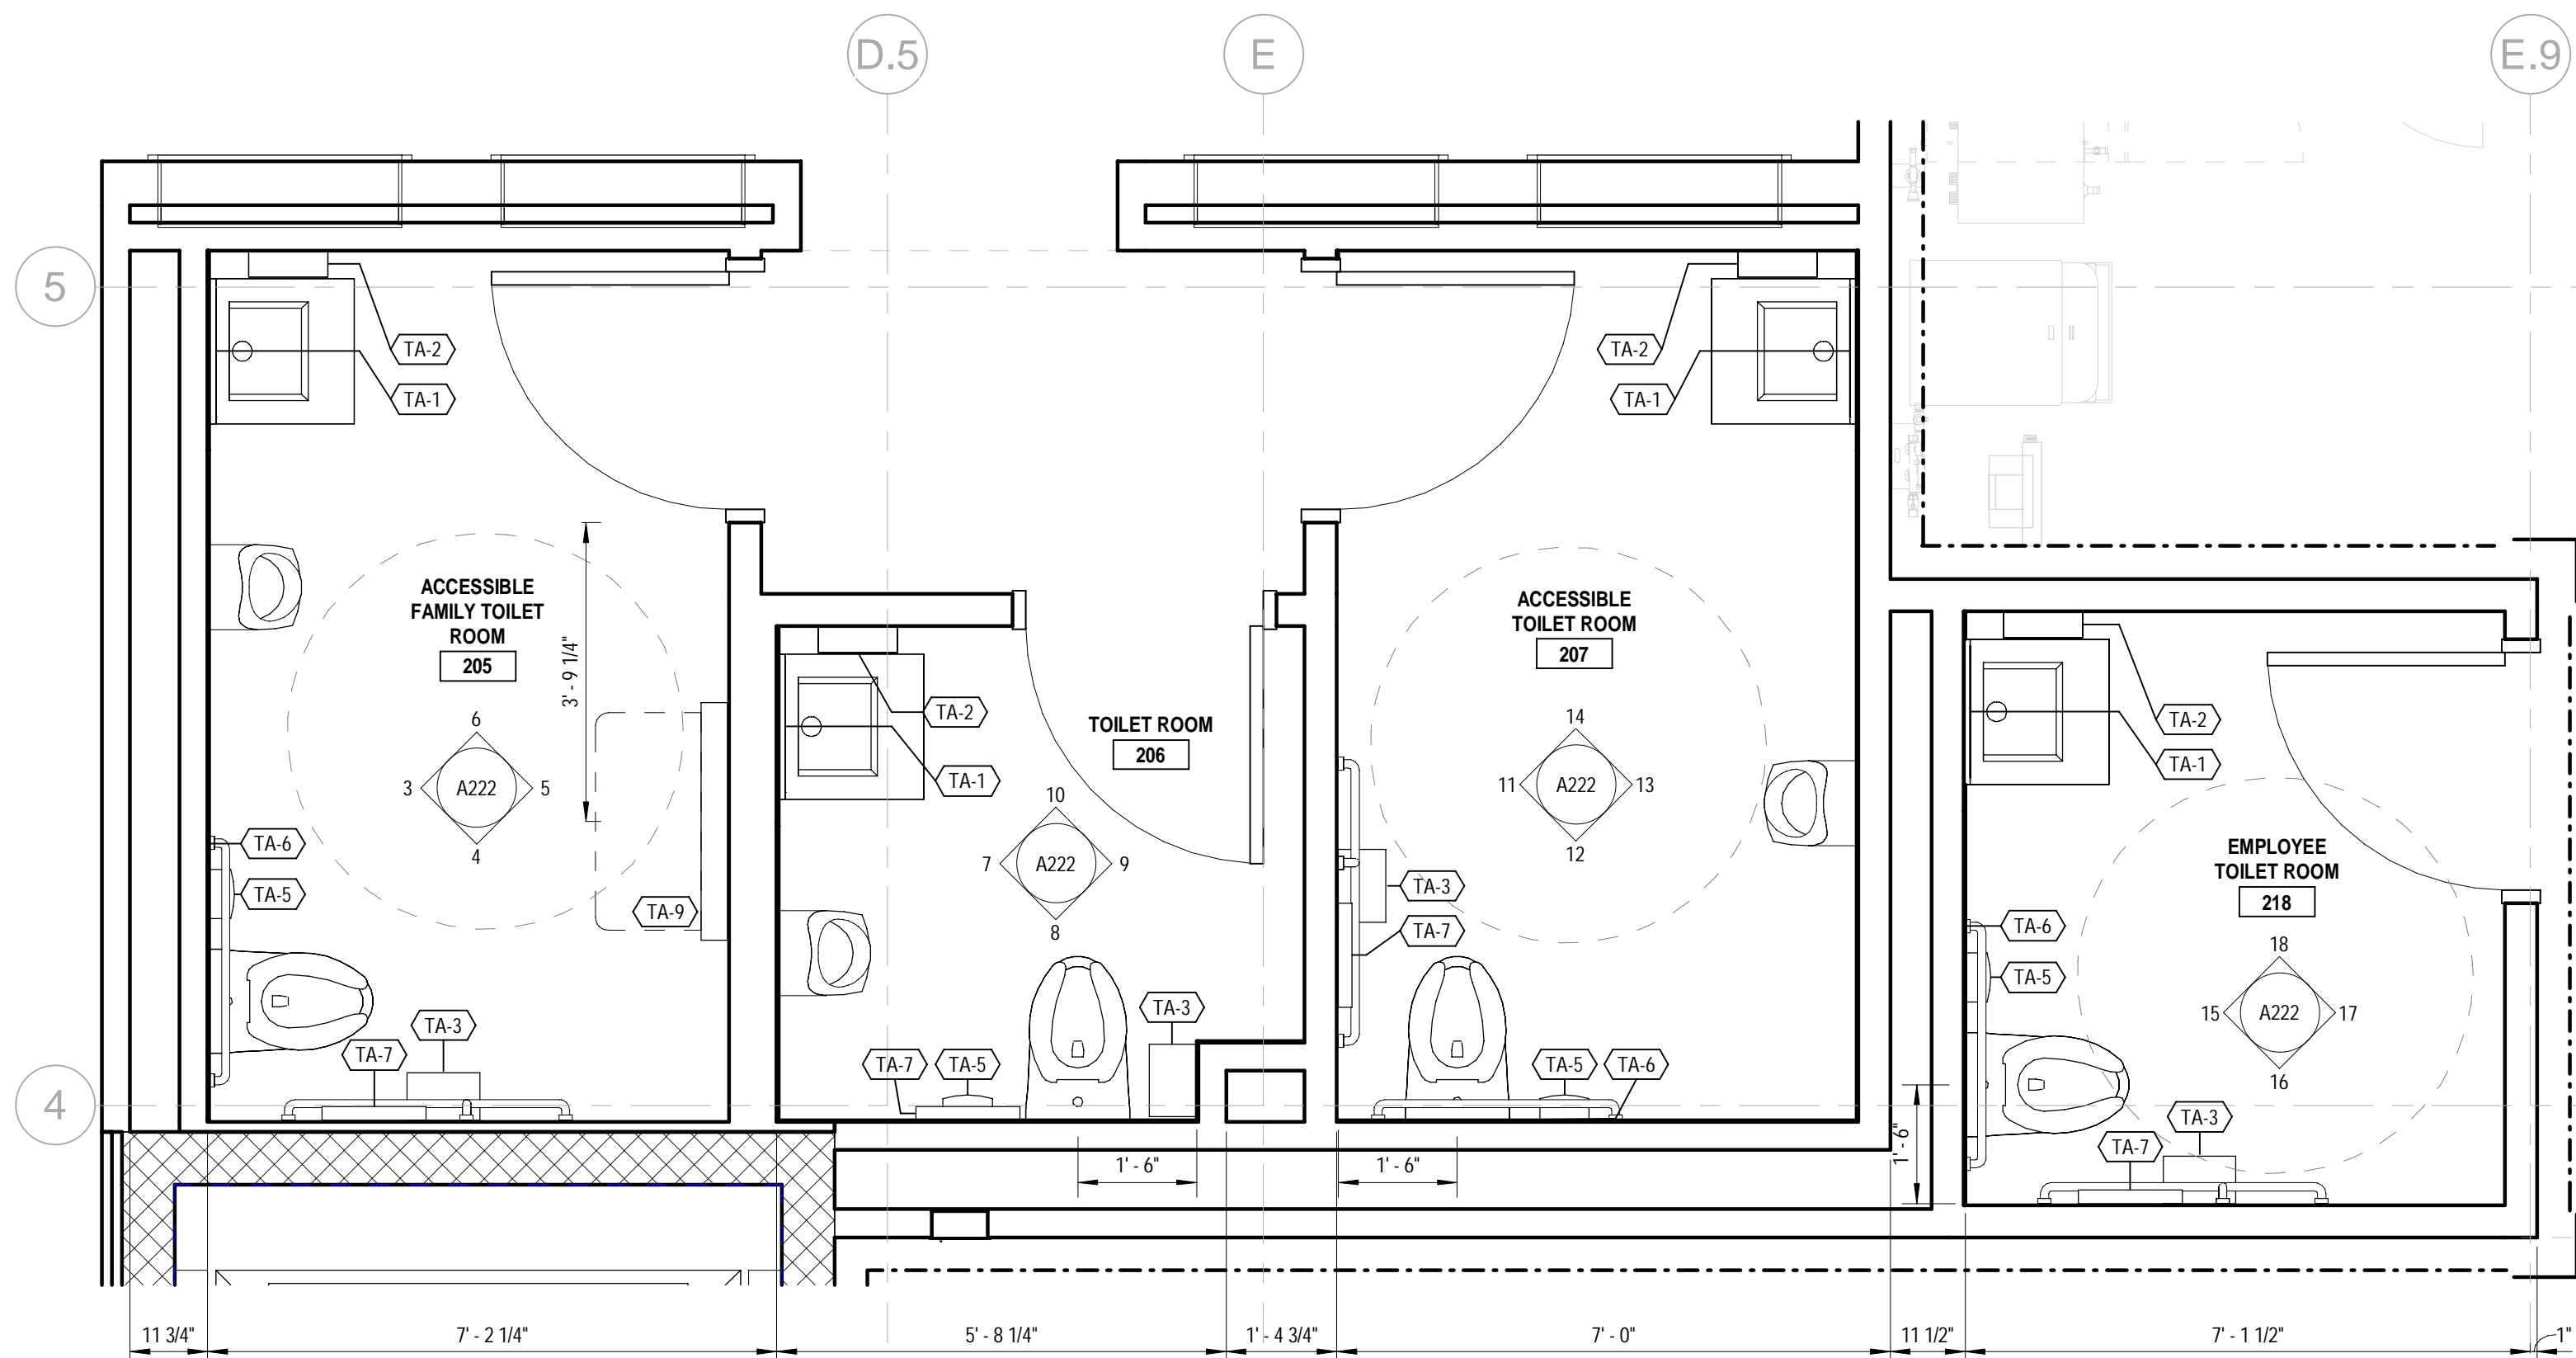 D.5
E
E.9
5
TA-2
TA-1
TA-2
TA-1
ACCESSIBLE
FAMILY TOILET
ROOM
205
3' - 9 1/4"
6
3
A222
5
4
TA-6
TA-5
TA-9
TA-3
TA-7
4
TA-2
TA-1
TOILET ROOM
206
10
7
A222
9
8
TA-3
TA-7
TA-5
1' - 6"
ACCESSIBLE
TOILET ROOM
207
14
11
A222
13
12
TA-3
TA-7
TA-5
TA-6
1' - 6"
TA-2
TA-1
EMPLOYEE
TOILET ROOM
218
TA-6
TA-5
18
15
A222
17
16
TA-3
TA-7
1' - 6"
11 3/4"
7' - 2 1/4"
5' - 8 1/4"
1' - 4 3/4"
7' - 0"
11 1/2"
7' - 1 1/2"
1"